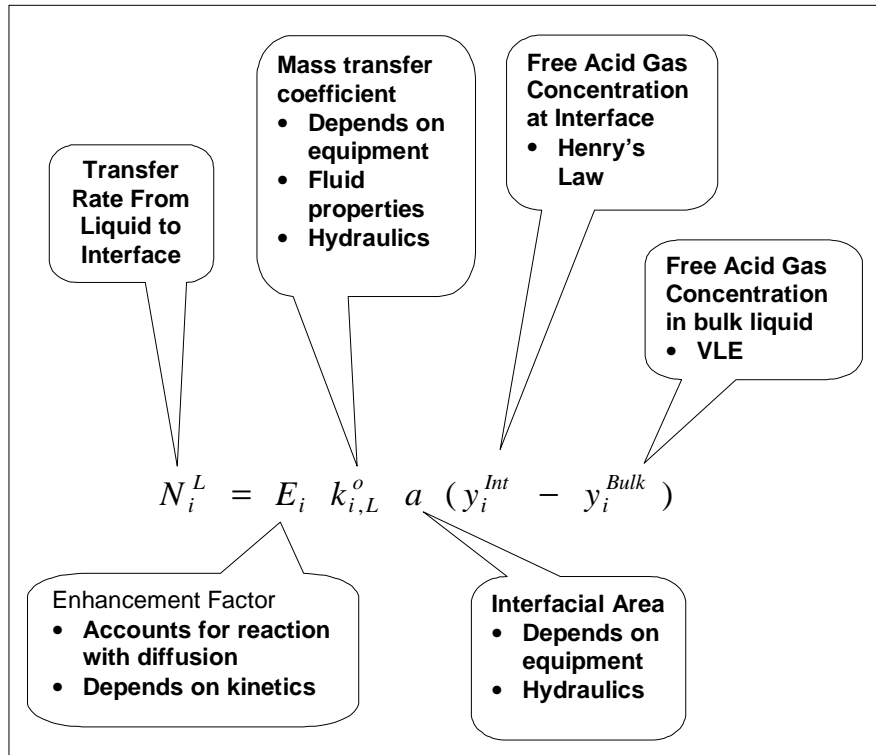 Mass transfer
coefficient
• Depends on
equipment
• Fluid
properties
• Hydraulics
Free Acid Gas
Concentration
at Interface
• Henry's
Law
Transfer
Rate From
Liquid to
Interface
Free Acid Gas
Concentration
in bulk liquid
• VLE
N_i^L = E_i k_{i,L}^o a (y_i^{Int} − y_i^{Bulk})
Enhancement Factor
• Accounts for reaction
with diffusion
• Depends on kinetics
Interfacial Area
• Depends on
equipment
• Hydraulics